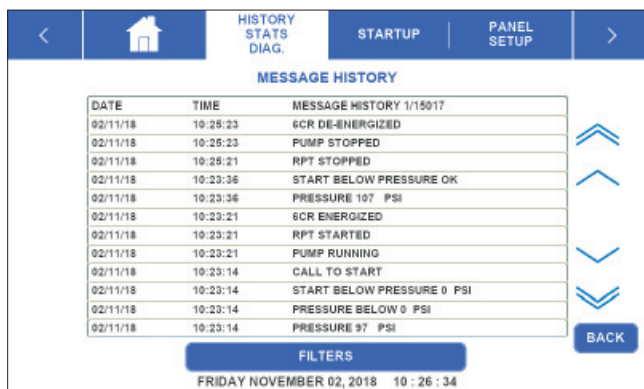 HISTORY
STATS
DIAG.
STARTUP
PANEL
SETUP
MESSAGE HISTORY
DATE TIME MESSAGE HISTORY 1/15017
02/11/18 10:25:23 6CR DE-ENERGIZED
02/11/18 10:25:23 PUMP STOPPED
02/11/18 10:25:21 RPT STOPPED
02/11/18 10:23:36 START BELOW PRESSURE OK
02/11/18 10:23:36 PRESSURE 107 PSI
02/11/18 10:23:21 6CR ENERGIZED
02/11/18 10:23:21 RPT STARTED
02/11/18 10:23:21 PUMP RUNNING
02/11/18 10:23:14 CALL TO START
02/11/18 10:23:14 START BELOW PRESSURE 0 PSI
02/11/18 10:23:14 PRESSURE BELOW 0 PSI
02/11/18 10:23:14 PRESSURE 97 PSI
BACK
FILTERS
FRIDAY NOVEMBER 02, 2018 10 : 26 : 34